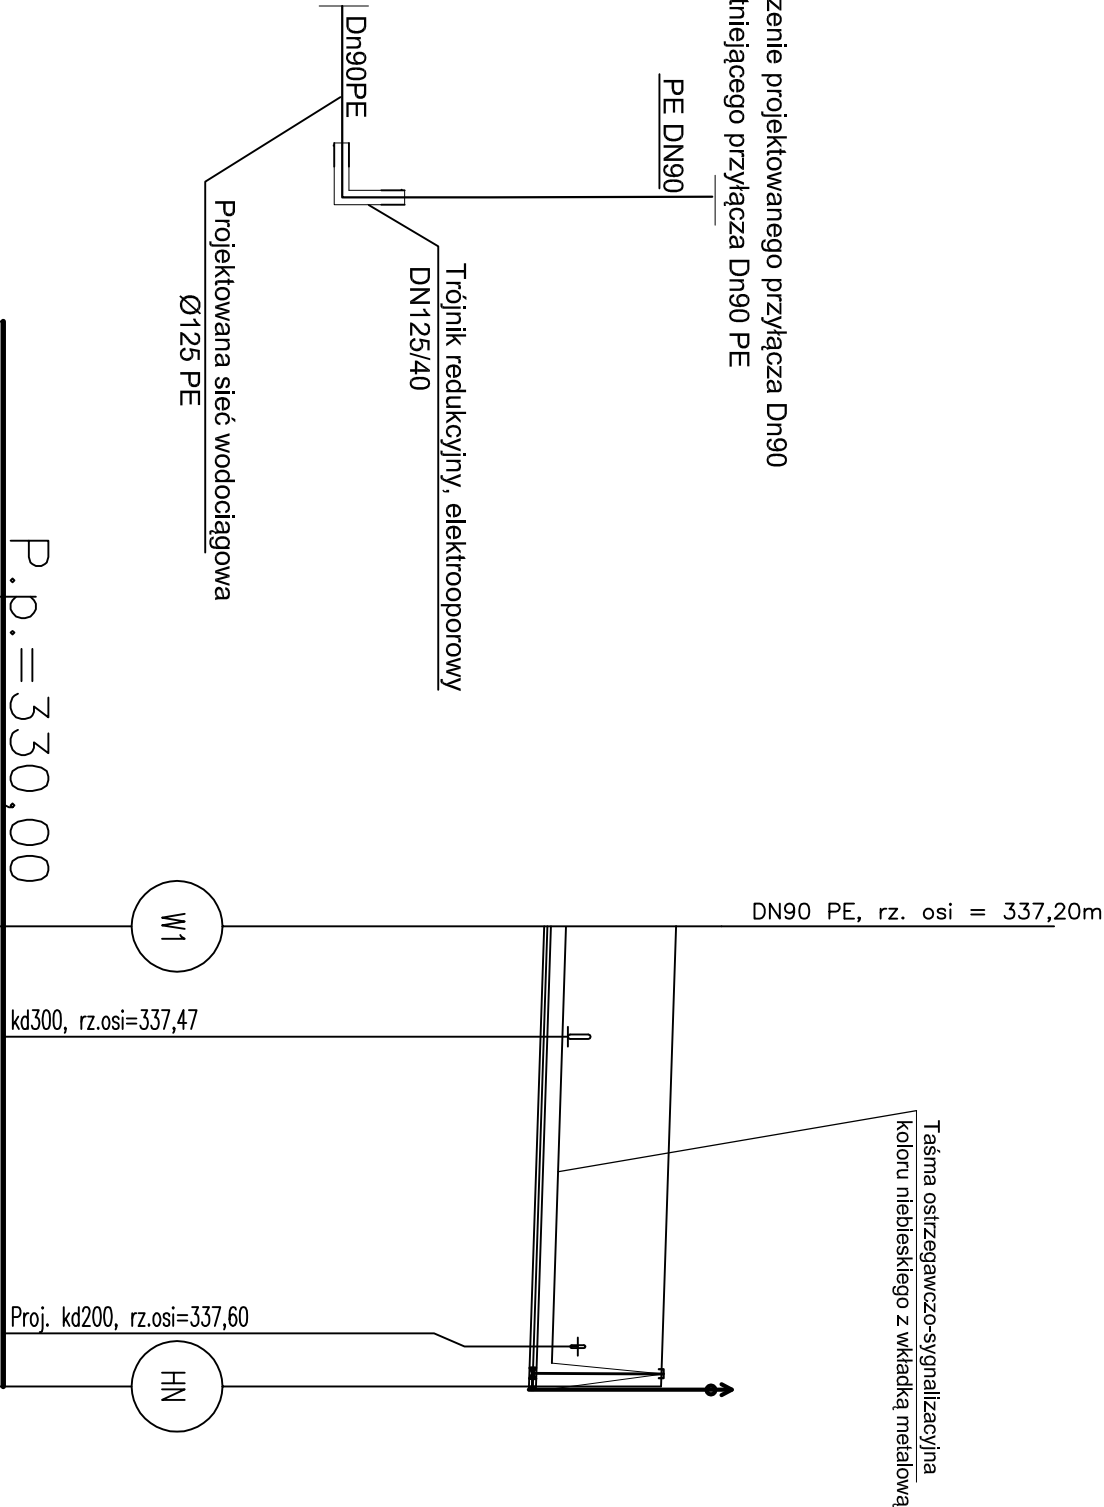 zenie projektowanego przyłącza Dn90
tniejącego przyłącza Dn90 PE
PE DN90
Dn90PE
Trójnik redukcyjny, elektrooporowy
DN125/40
Projektowana sieć wodociągowa
Ø125 PE
P.p.=330,00
DN90 PE, rz. osi = 337,20m
W1
kd300, rz.osi=337,47
Taśma ostrzegawczo-sygnalizacyjna
koloru niebieskiego z wkładką metalową
Proj. kd200, rz.osi=337,60
HN